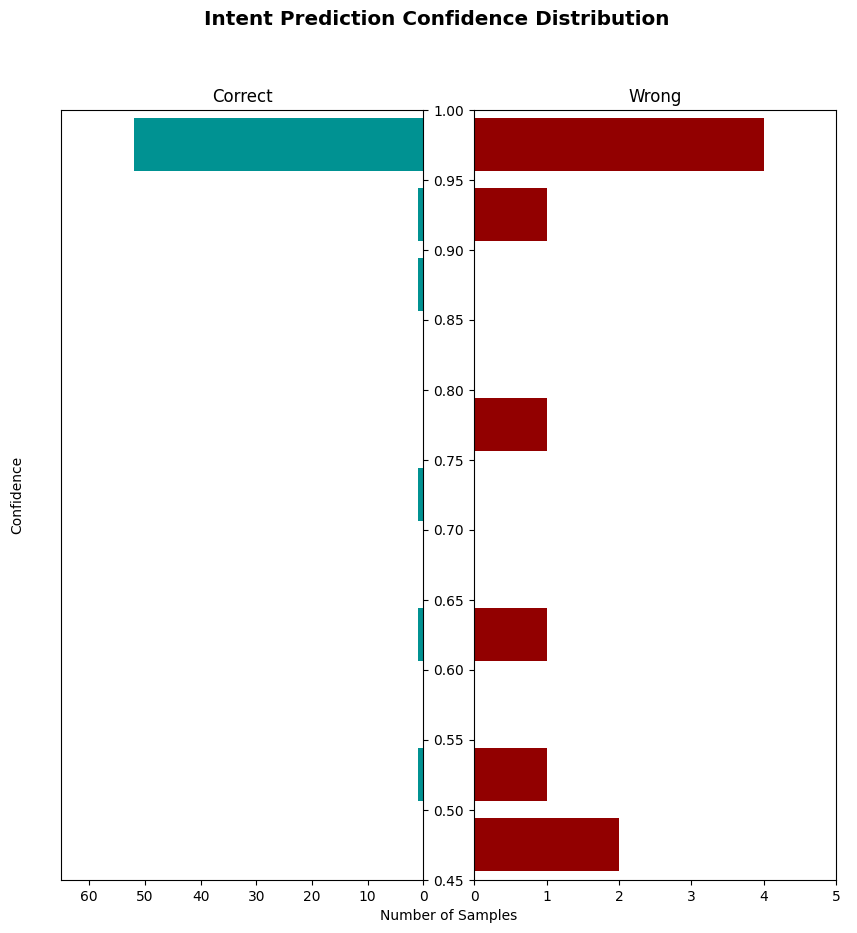 Intent Prediction Confidence Distribution
Correct
Wrong
1.00
0.95
0.90
0.85
0.80
0.75
0.70
0.65
0.60
0.55
0.50
0.45
Confidence
60 50 40 30 20 10 0
0 1 2 3 4 5
Number of Samples